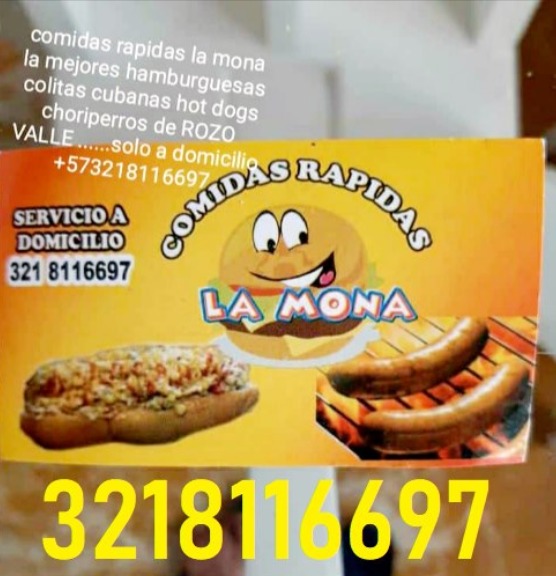 comidas rapidas la mona
la mejores hamburguesas
colitas cubanas hot dogs
choriperros de ROZO
VALLE ......solo a domicilio
+573218116697
COMIDAS RAPIDAS
SERVICIO A
DOMICILIO
321 8116697
LA MONA
3218116697